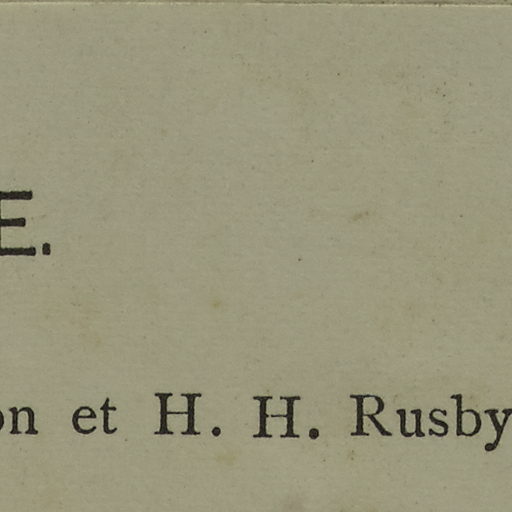 E.
on et H. H. Rusby